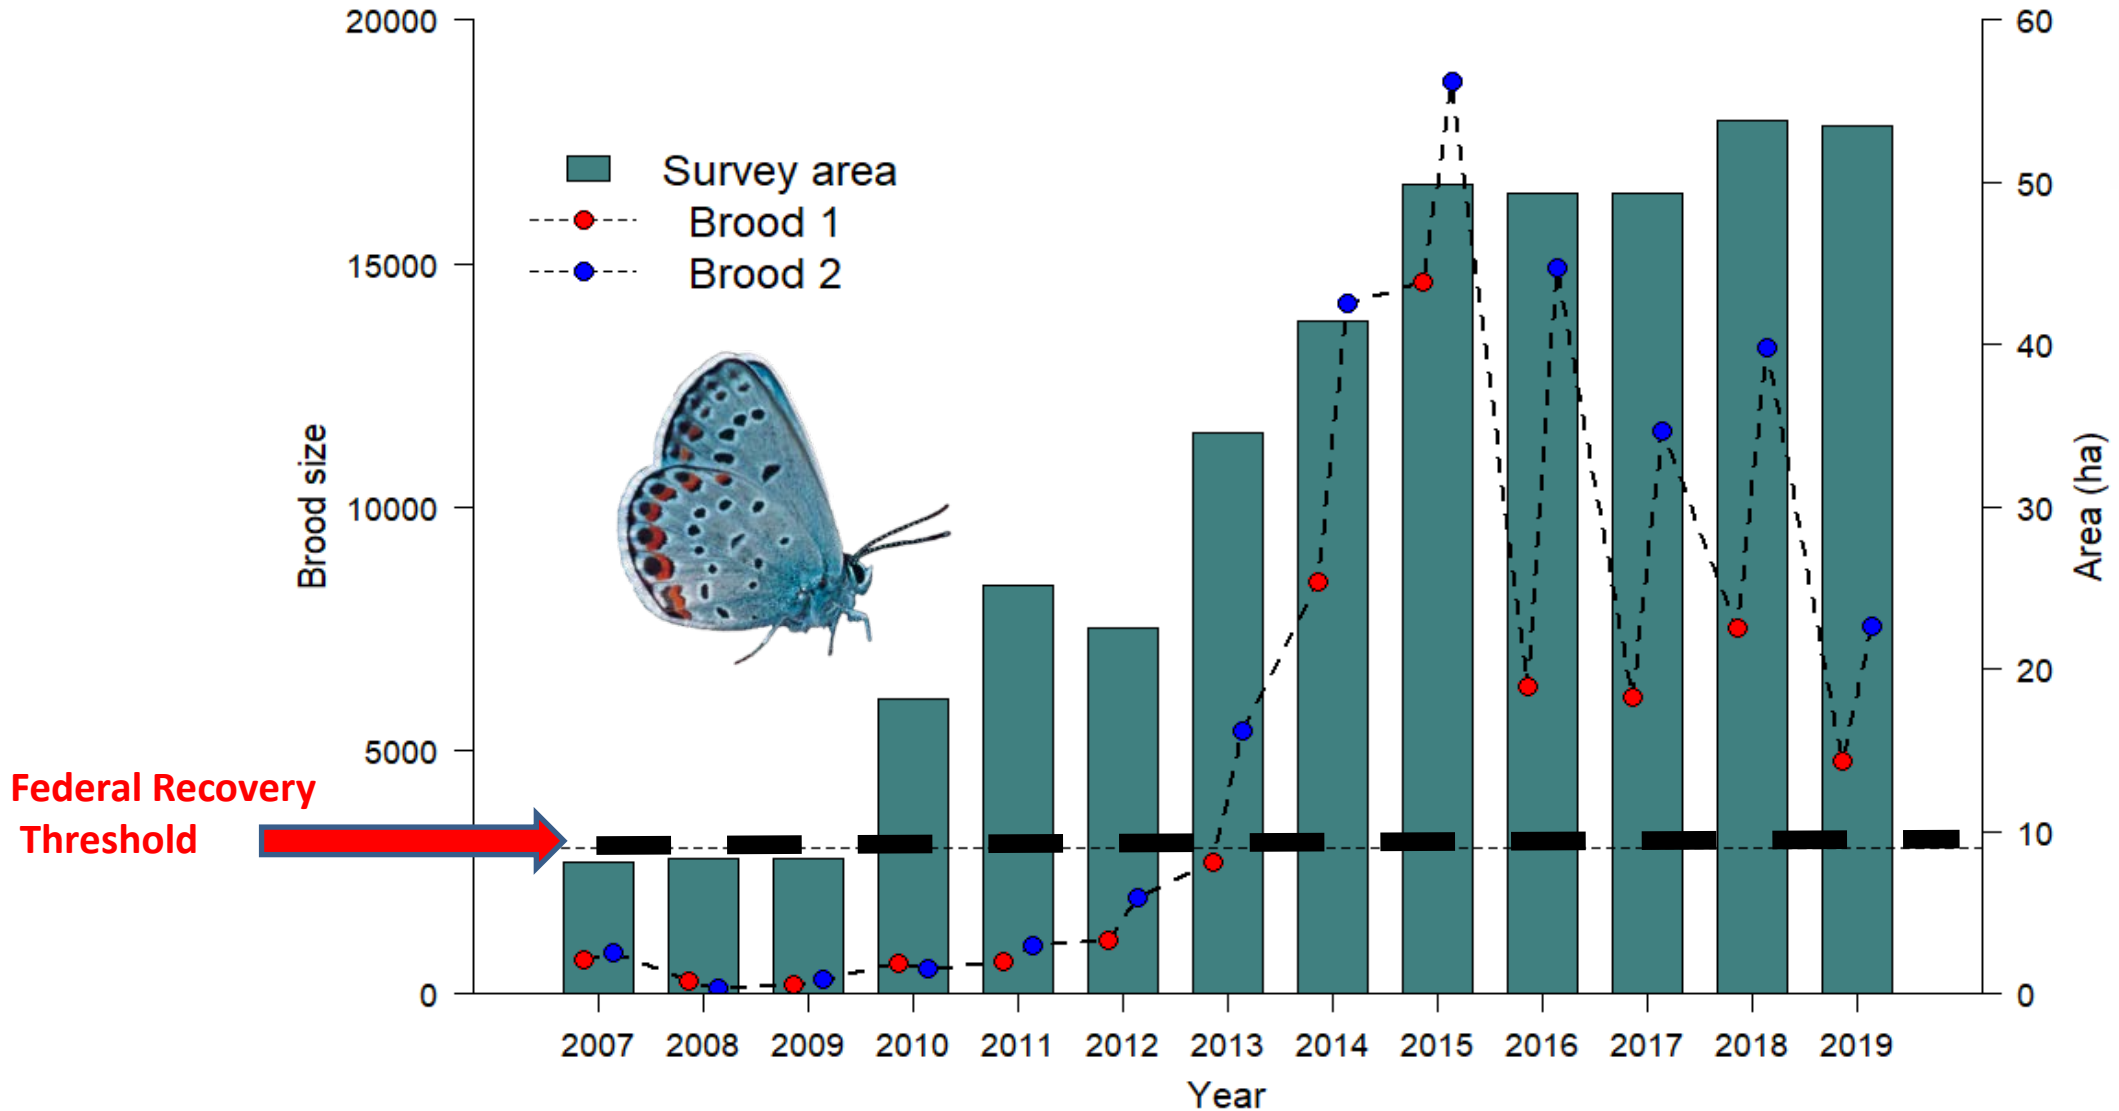 20000
15000
10000
5000
0
Brood size
Survey area
Brood 1
Brood 2
Federal Recovery
Threshold
60
50
40
30
20
10
0
Area (ha)
2007 2008 2009 2010 2011 2012 2013 2014 2015 2016 2017 2018 2019
Year